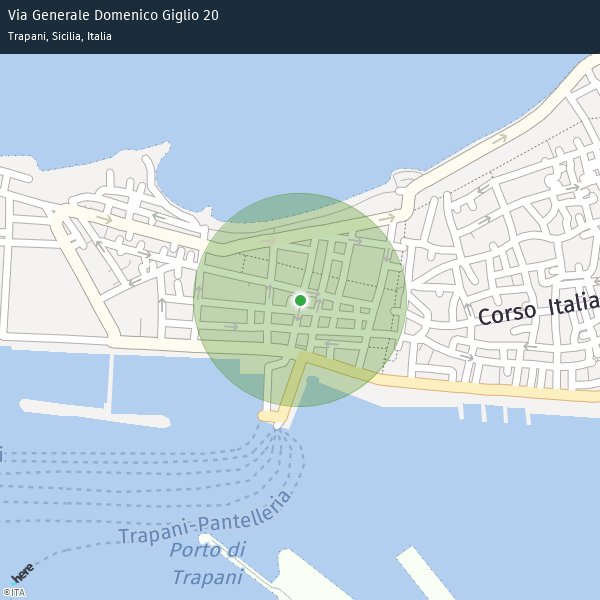 Via Generale Domenico Giglio 20
Trapani, Sicilia, Italia
Corso Italia
i
Trapani-Pantelleria
Porto di
Trapani
here
©ITA